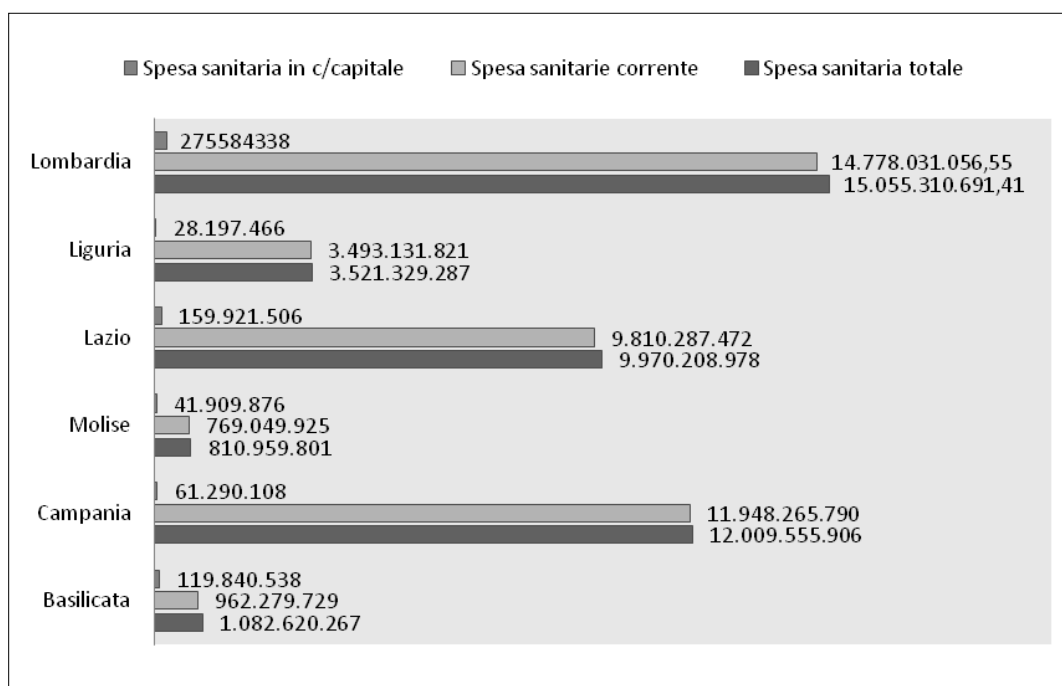 Spesa sanitaria in c/capitale Spesa sanitarie corrente Spesa sanitaria totale
275584338
Lombardia 14.778.031.056,55
15.055.310.691,41
28.197.466
Liguria 3.493.131.821
3.521.329.287
159.921.506
Lazio 9.810.287.472
9.970.208.978
41.909.876
Molise 769.049.925
810.959.801
61.290.108
Campania 11.948.265.790
12.009.555.906
119.840.538
Basilicata 962.279.729
1.082.620.267